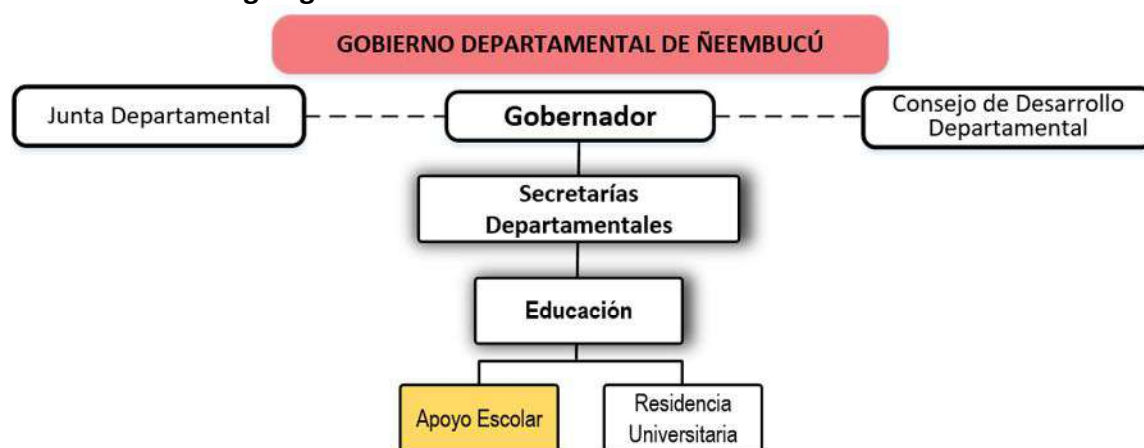 GOBIERNO DEPARTAMENTAL DE ÑEEMBUCÚ
Junta Departamental
Gobernador
Consejo de Desarrollo
Departamental
Secretarías
Departamentales
Educación
Apoyo Escolar
Residencia
Universitaria